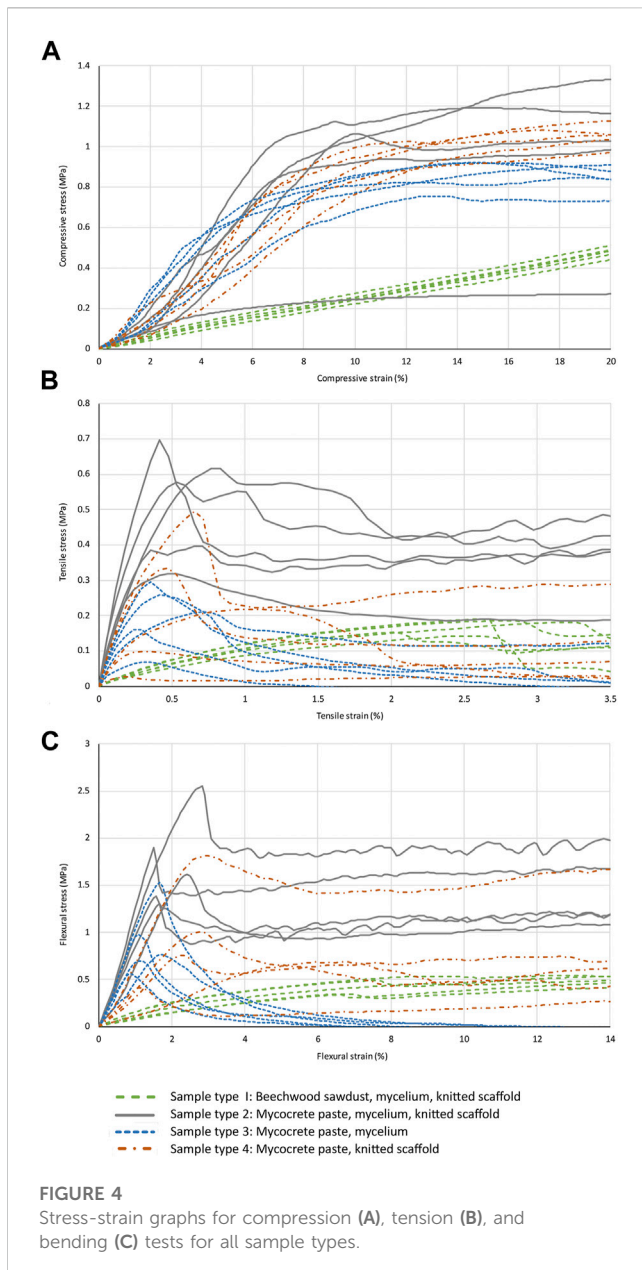 A
1.4
1.2
1
0.8
0.6
0.4
0.2
0
Compressive stress (MPa)
0 2 4 6 8 10 12 14 16 18 20
Compressive strain (%)
B
0.8
0.7
0.6
0.5
0.4
0.3
0.2
0.1
0
Tensile stress (MPa)
0 0.5 1 1.5 2 2.5 3 3.5
Tensile strain (%)
C
3
2.5
2
1.5
1
0.5
0
Flexural stress (MPa)
0 2 4 6 8 10 12 14
Flexural strain (%)
Sample type 1: Beechwood sawdust, mycelium, knitted scaffold
Sample type 2: Mycocrete paste, mycelium, knitted scaffold
Sample type 3: Mycocrete paste, mycelium
Sample type 4: Mycocrete paste, knitted scaffold
FIGURE 4
Stress-strain graphs for compression (A), tension (B), and
bending (C) tests for all sample types.